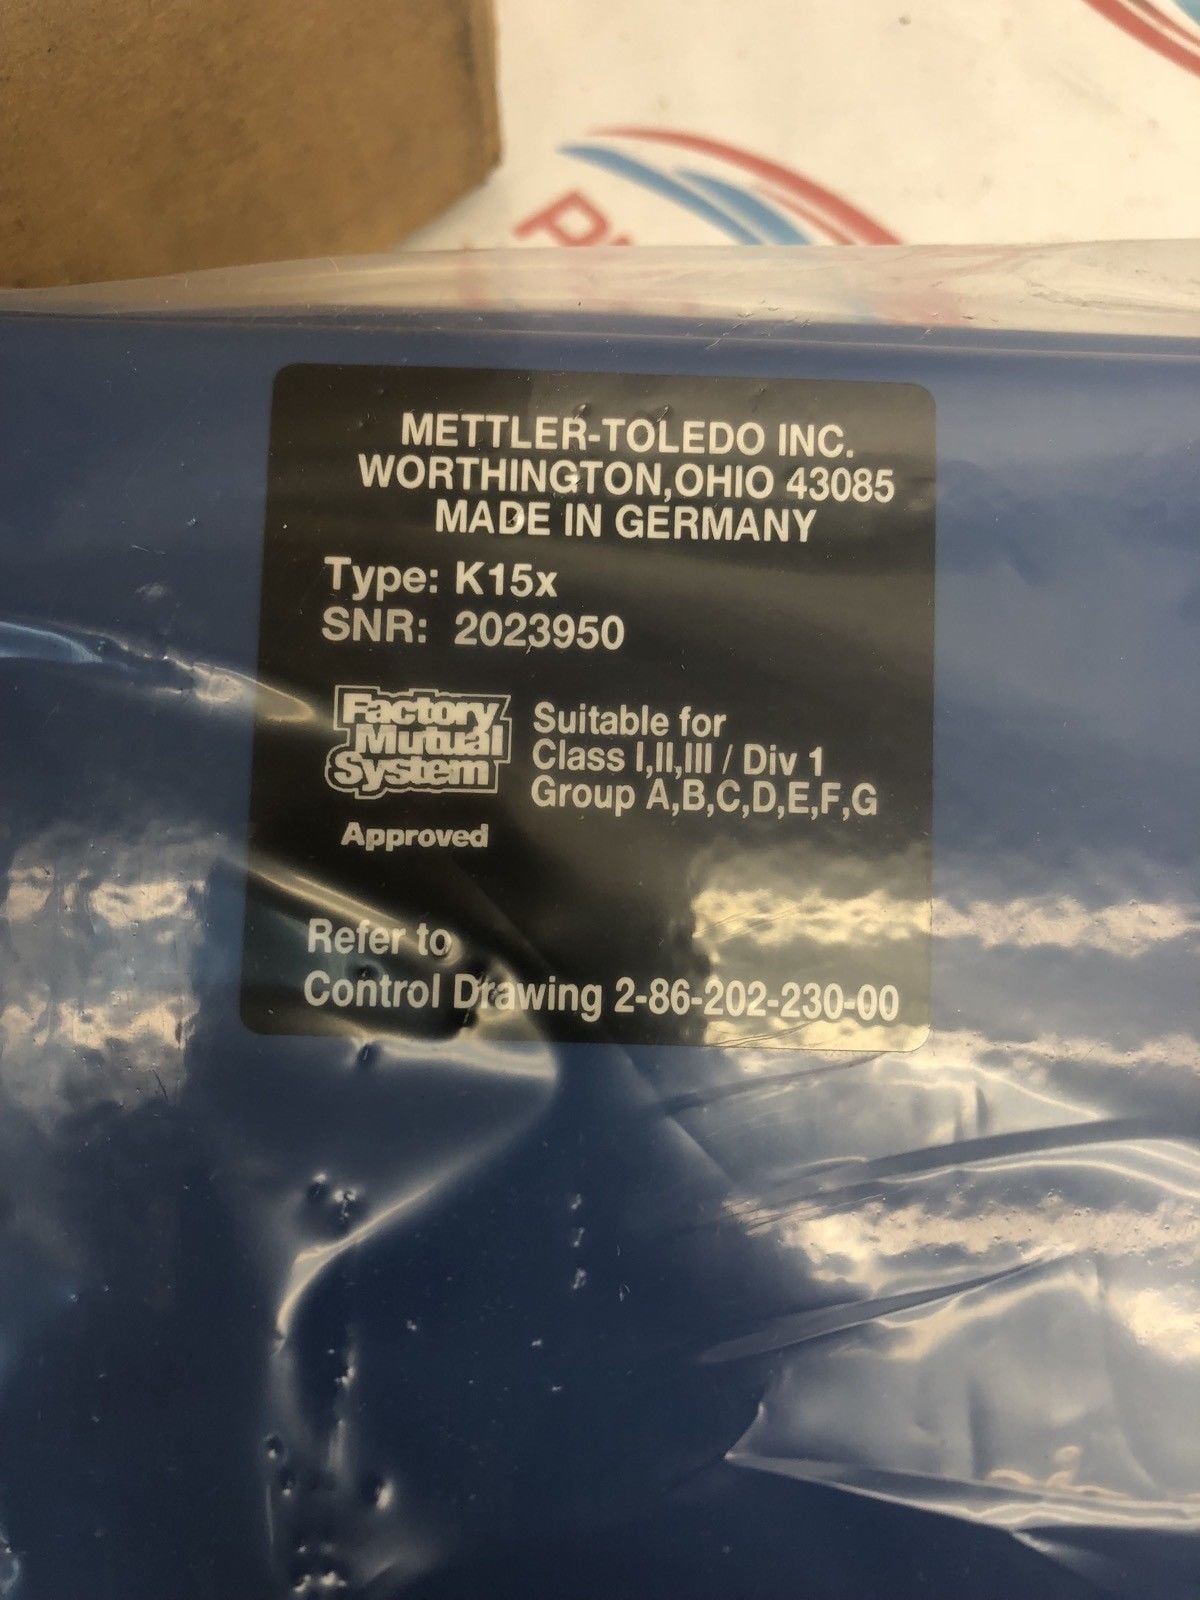 METTLER-TOLEDO INC.
WORTHINGTON,OHIO 43085
MADE IN GERMANY
Type: K15x
SNR: 2023950
Factory
Mutual
System
Approved
Suitable for
Class I,II,III / Div 1
Group A,B,C,D,E,F,G
Refer to
Control Drawing 2-86-202-230-00